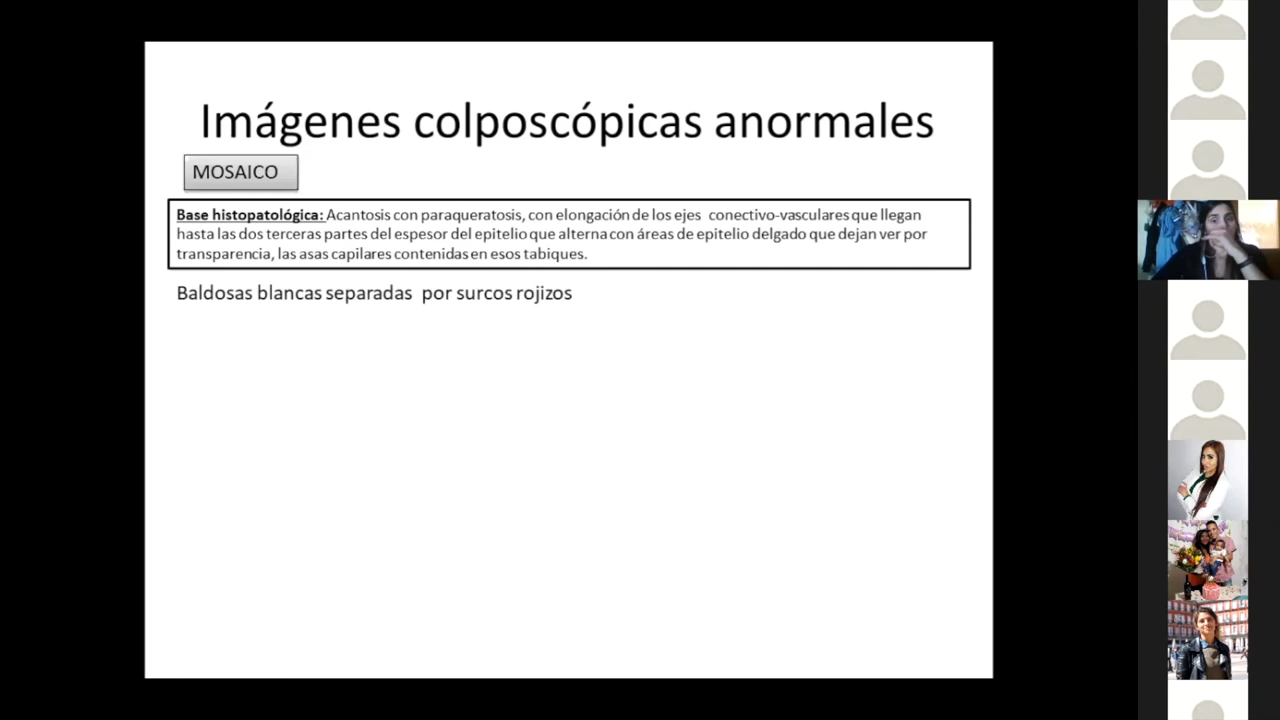 Imágenes colposcópicas anormales
MOSAICO
Base histopatológica: Acantosis con paraqueratosis, con elongación de los ejes conectivo-vasculares que llegan
hasta las dos terceras partes del espesor del epitelio que alterna con áreas de epitelio delgado que dejan ver por
transparencia, las asas capilares contenidas en esos tabiques.
Baldosas blancas separadas por surcos rojizos